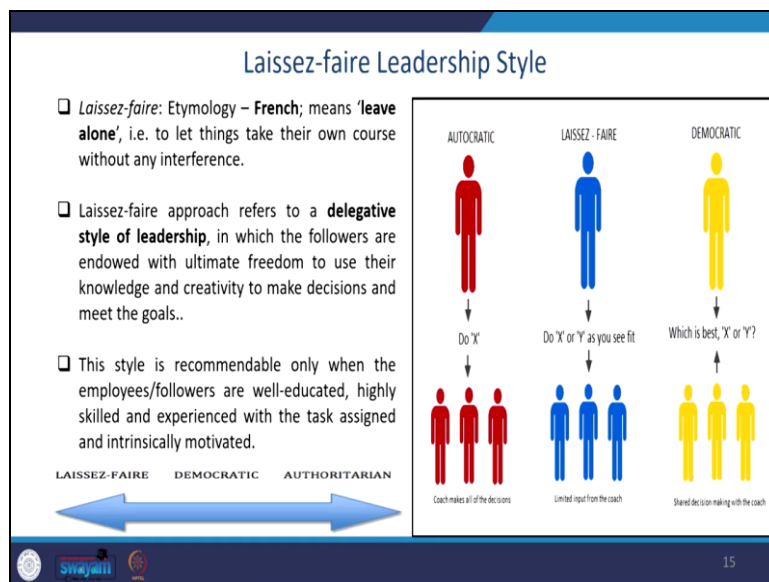 Laissez-faire Leadership Style
❑ Laissez-faire: Etymology – French; means ‘leave
alone’, i.e. to let things take their own course
without any interference.
❑ Laissez-faire approach refers to a delegative
style of leadership, in which the followers are
endowed with ultimate freedom to use their
knowledge and creativity to make decisions and
meet the goals..
❑ This style is recommendable only when the
employees/followers are well-educated, highly
skilled and experienced with the task assigned
and intrinsically motivated.
LAISSEZ-FAIRE DEMOCRATIC AUTHORITARIAN
AUTOCRATIC
Do 'X'
Coach makes all of the decisions
LAISSEZ - FAIRE
Do 'X' or 'Y' as you see fit
Limited input from the coach
DEMOCRATIC
Which is best, 'X' or 'Y'?
Shared decision making with the coach
swayam
15